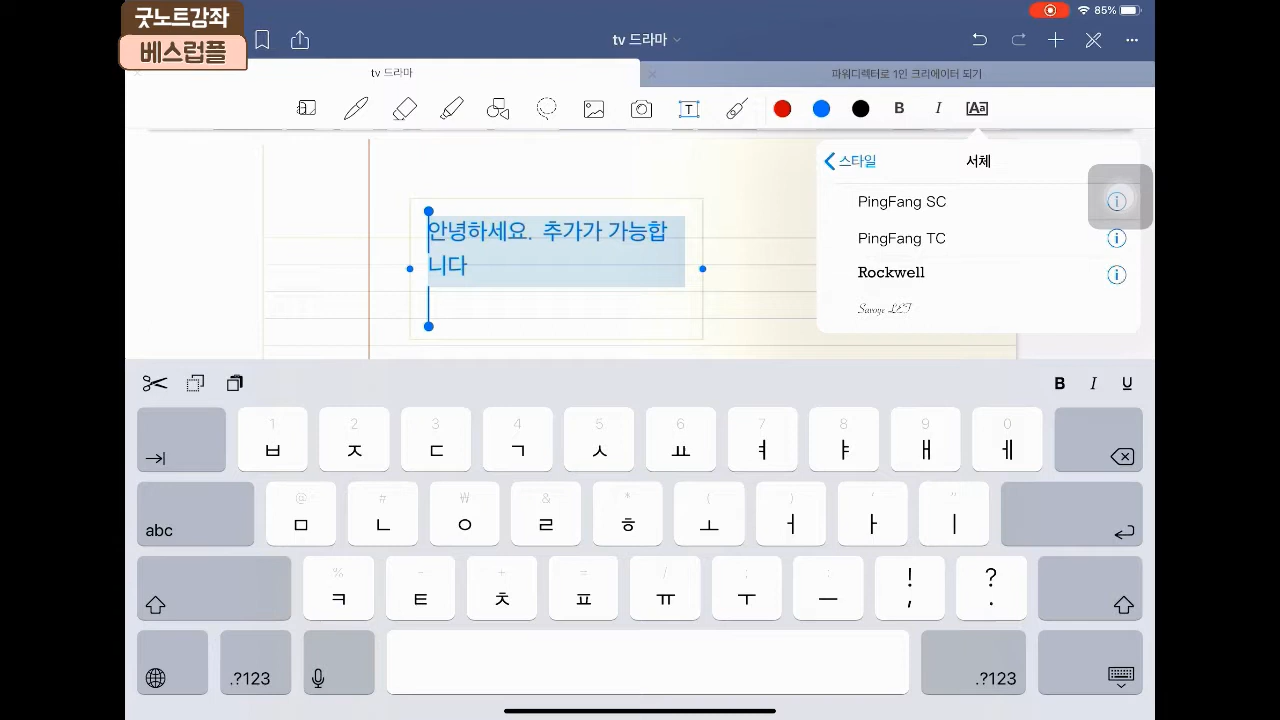 굿노트강좌
베스럽플
85%
tv 드라마
tv 드라마
파워디렉터로 1인 크리에이터 되기
T
B
I
Aa
스타일
서체
PingFang SC
PingFang TC
Rockwell
Savoye LET
안녕하세요. 추가가 가능합
니다
B I U
1 2 3 4 5 6 7 8 9 0
ㅂ ㅈ ㄷ ㄱ ㅅ ㅛ ㅕ ㅑ ㅐ ㅔ
@ # ₩ & * ( ) ' "
abc ㅁ ㄴ ㅇ ㄹ ㅎ ㅗ ㅓ ㅏ ㅣ
% - + = / ; : ! ?
ㅋ ㅌ ㅊ ㅍ ㅠ ㅜ ㅡ , .
.?123 .?123